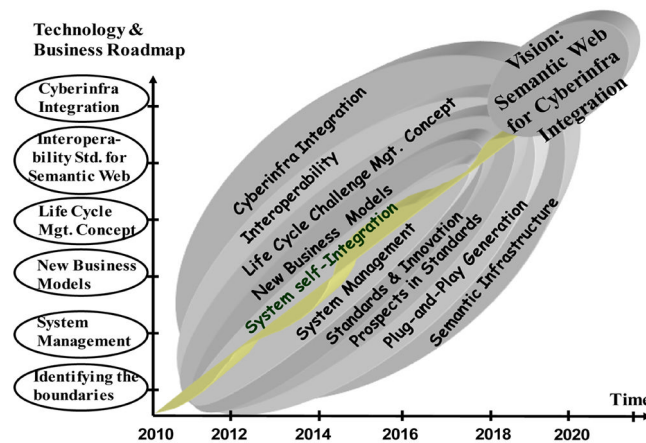 Technology &
Business Roadmap
Cyberinfra
Integration
Interopera-
bility Std. for
Semantic Web
Life Cycle
Mgt. Concept
New Business
Models
System
Management
Identifying the
boundaries
Vision:
Semantic Web
for Cyberinfra
Integration
Cyberinfra Integration
Interoperability
Life Cycle Challenge Mgt. Concept
New Business Models
System self-Integration
System Management
Standards & Innovation
Prospects in Standards
Plug-and-Play Generation
Semantic Infrastructure
Time
2010
2012
2014
2016
2018
2020